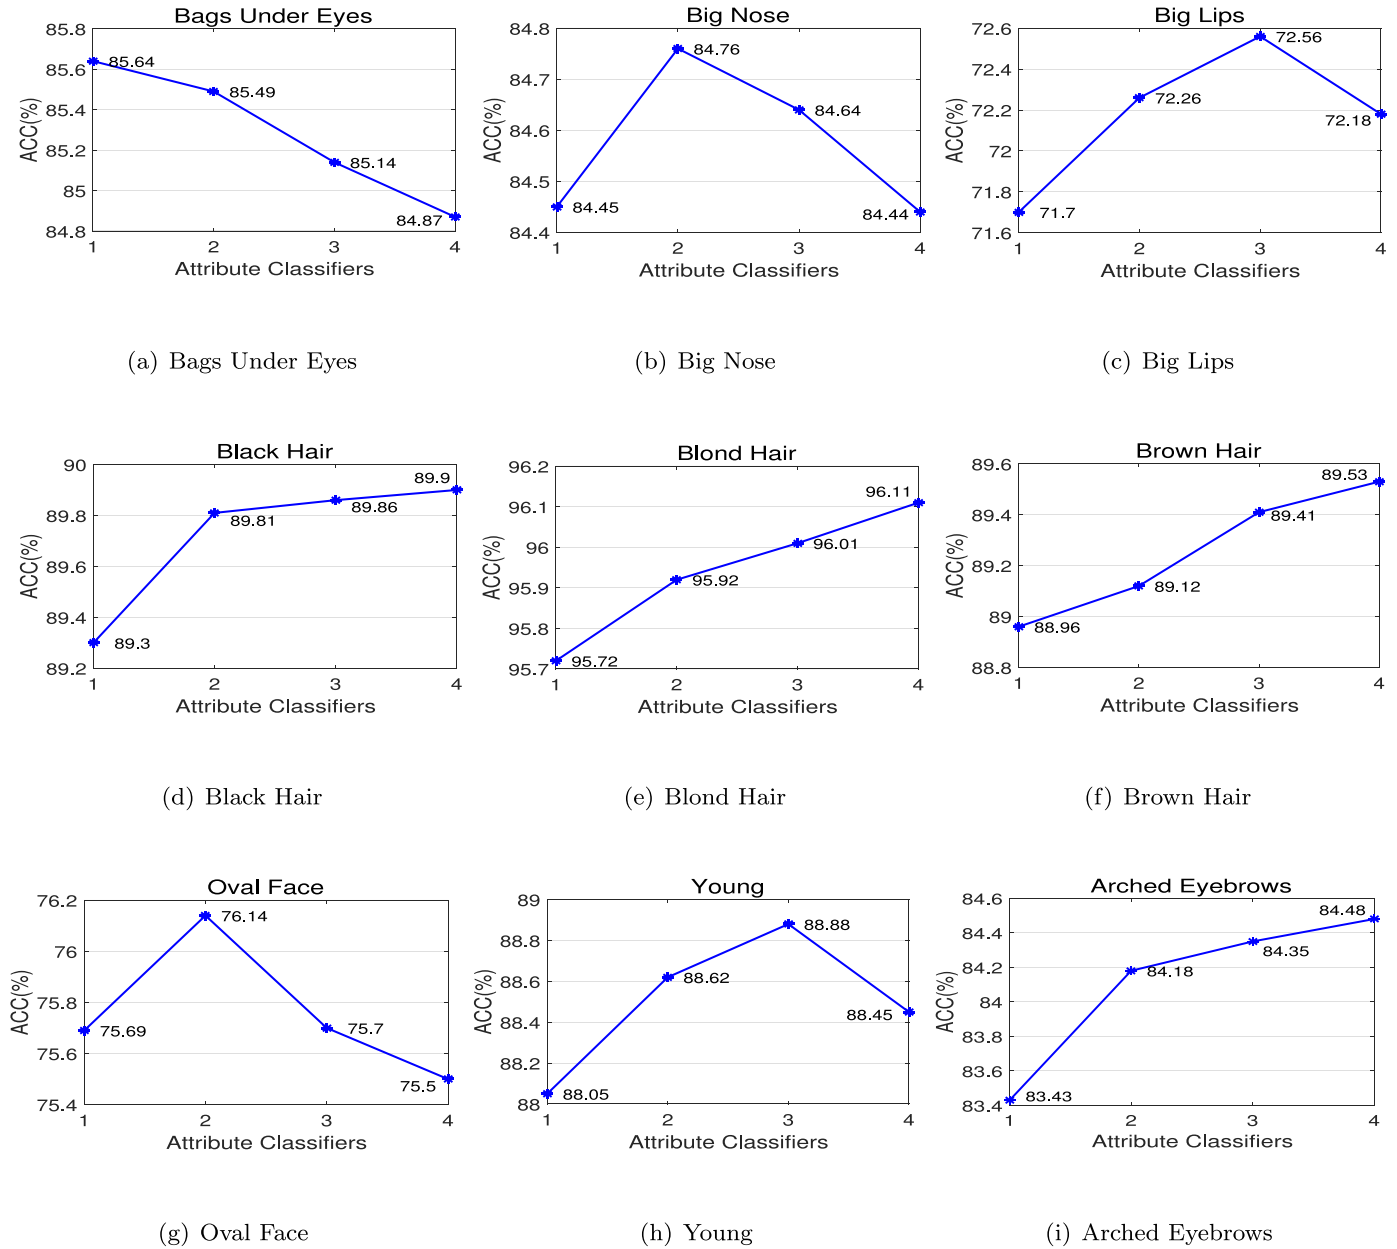 Bags Under Eyes
85.8
85.6
85.4
85.2
85
84.8
ACC(%)
85.64
85.49
85.14
84.87
1 2 3 4
Attribute Classifiers
(a) Bags Under Eyes
Big Nose
84.8
84.7
84.6
84.5
84.4
ACC(%)
84.45
84.76
84.64
84.44
1 2 3 4
Attribute Classifiers
(b) Big Nose
Big Lips
72.6
72.4
72.2
72
71.8
71.6
ACC(%)
71.7
72.26
72.56
72.18
1 2 3 4
Attribute Classifiers
(c) Big Lips
Black Hair
90
89.8
89.6
89.4
89.2
ACC(%)
89.3
89.81
89.86
89.9
1 2 3 4
Attribute Classifiers
(d) Black Hair
Blond Hair
96.2
96.1
96
95.9
95.8
95.7
ACC(%)
95.72
95.92
96.01
96.11
1 2 3 4
Attribute Classifiers
(e) Blond Hair
Brown Hair
89.6
89.4
89.2
89
88.8
ACC(%)
88.96
89.12
89.41
89.53
1 2 3 4
Attribute Classifiers
(f) Brown Hair
Oval Face
76.2
76
75.8
75.6
75.4
ACC(%)
75.69
76.14
75.7
75.5
1 2 3 4
Attribute Classifiers
(g) Oval Face
Young
89
88.8
88.6
88.4
88.2
88
ACC(%)
88.05
88.62
88.88
88.45
1 2 3 4
Attribute Classifiers
(h) Young
Arched Eyebrows
84.6
84.4
84.2
84
83.8
83.6
83.4
ACC(%)
83.43
84.18
84.35
84.48
1 2 3 4
Attribute Classifiers
(i) Arched Eyebrows